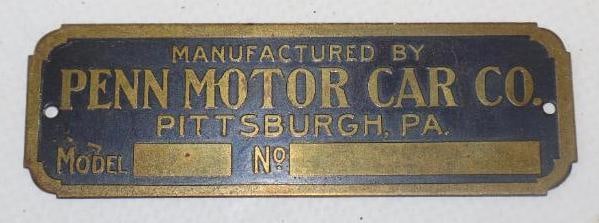 MANUFACTURED BY
PENN MOTOR CAR CO.
PITTSBURGH, PA.
MODEL No